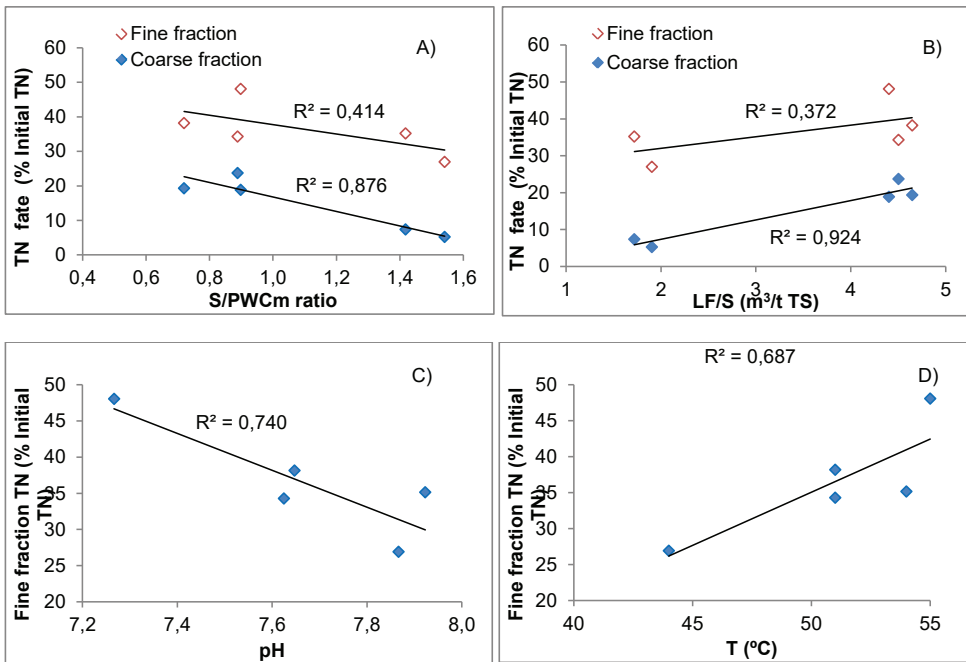 Fine fraction
Coarse fraction
A)
TN fate (% Initial TN)
60
50
40
30
20
10
0
R² = 0,414
R² = 0,876
0,4
0,6
0,8
1,0
1,2
1,4
1,6
S/PWCm ratio
Fine fraction
Coarse fraction
B)
TN fate (% Initial TN)
60
50
40
30
20
10
0
R² = 0,372
R² = 0,924
1
2
3
4
5
LF/S (m³/t TS)
C)
Fine fraction TN (% Initial
TN)
50
45
40
35
30
25
20
R² = 0,740
7,2
7,4
7,6
7,8
8,0
pH
R² = 0,687
D)
Fine fraction TN (% Initial
TN)
50
45
40
35
30
25
20
40
45
50
55
T (ºC)